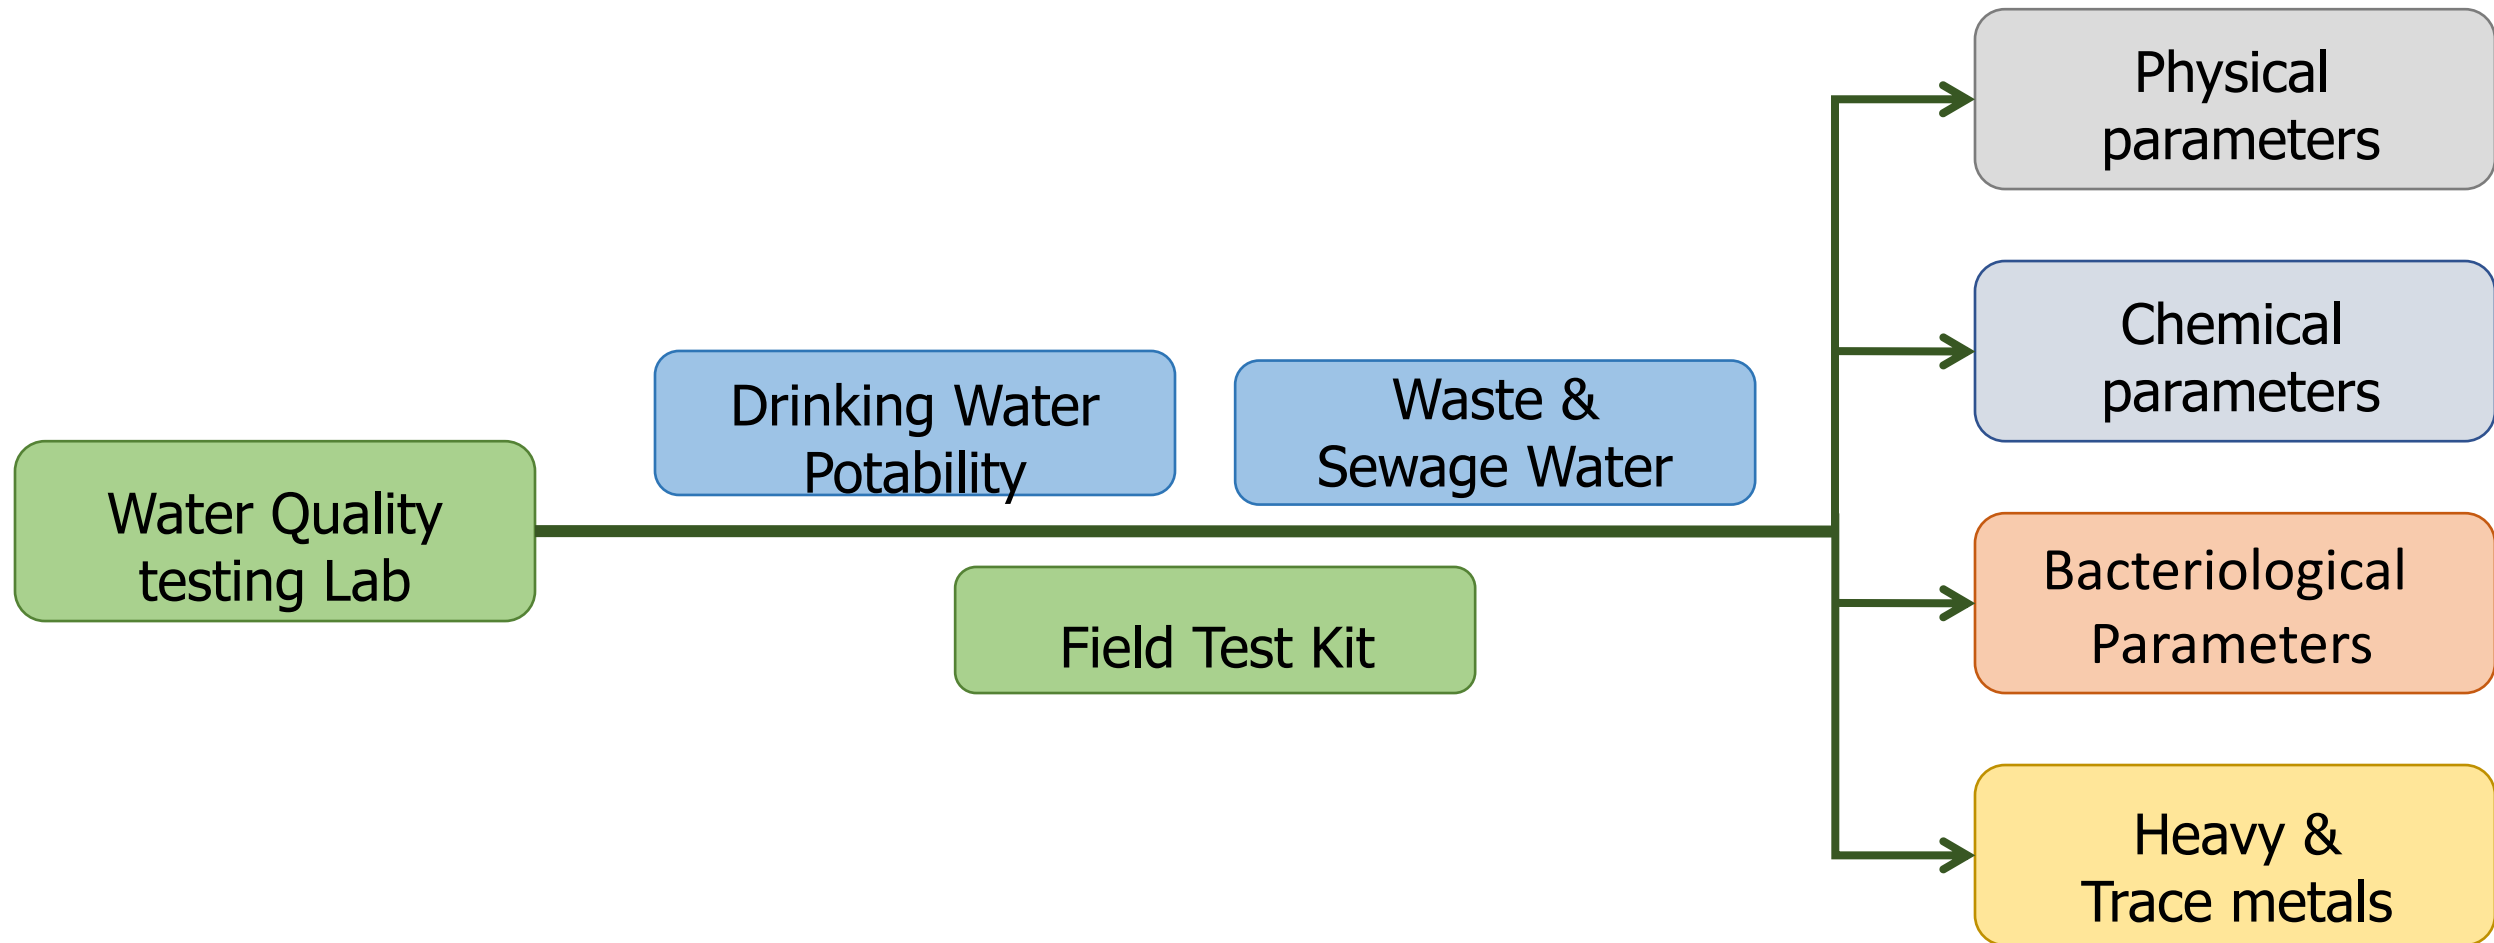 Water Quality
testing Lab
Drinking Water
Potability
Waste &
Sewage Water
Field Test Kit
Physical
parameters
Chemical
parameters
Bacteriological
Parameters
Heavy &
Trace metals